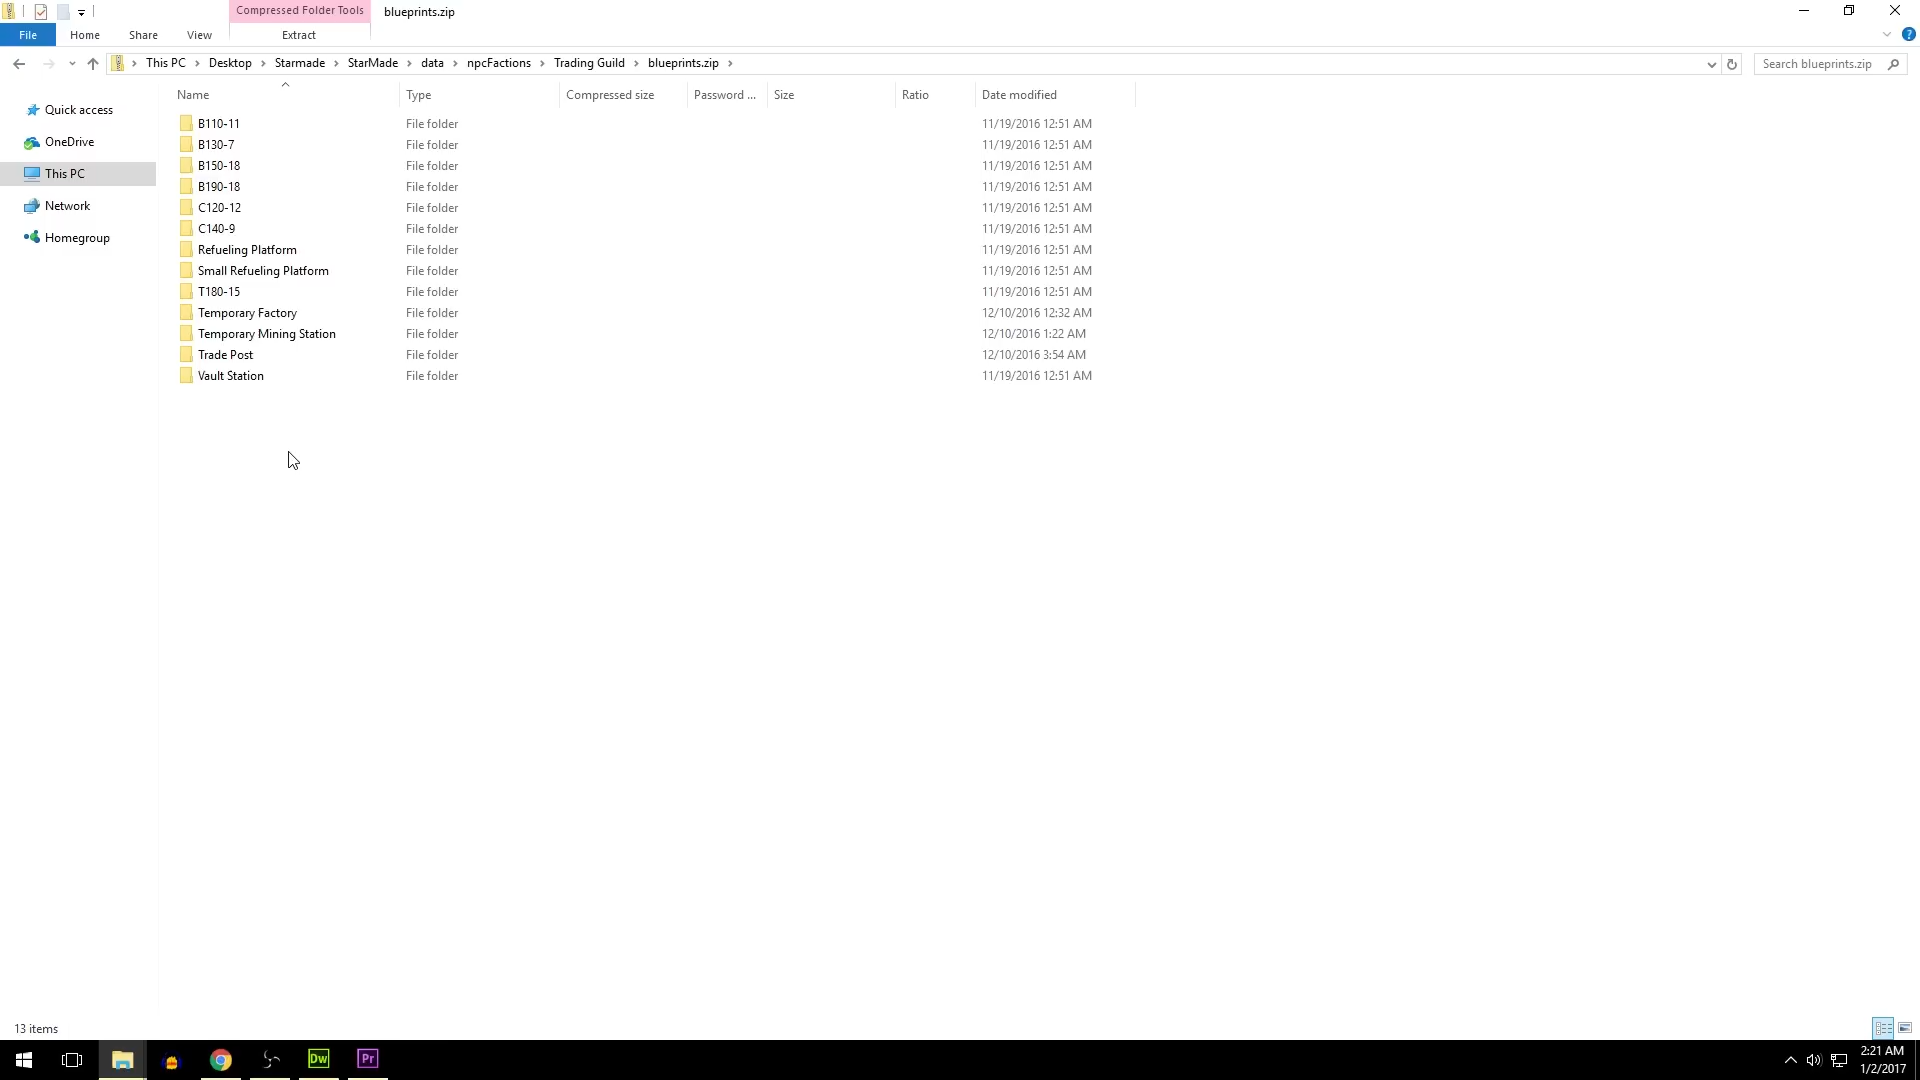 Compressed Folder Tools blueprints.zip
File Home Share View Extract
This PC Desktop Starmade StarMade data npcFactions Trading Guild blueprints.zip Search blueprints.zip
Name Type Compressed size Password ... Size Ratio Date modified
Quick access
OneDrive
This PC
Network
Homegroup
B110-11 File folder 11/19/2016 12:51 AM
B130-7 File folder 11/19/2016 12:51 AM
B150-18 File folder 11/19/2016 12:51 AM
B190-18 File folder 11/19/2016 12:51 AM
C120-12 File folder 11/19/2016 12:51 AM
C140-9 File folder 11/19/2016 12:51 AM
Refueling Platform File folder 11/19/2016 12:51 AM
Small Refueling Platform File folder 11/19/2016 12:51 AM
T180-15 File folder 11/19/2016 12:51 AM
Temporary Factory File folder 12/10/2016 12:32 AM
Temporary Mining Station File folder 12/10/2016 1:22 AM
Trade Post File folder 12/10/2016 3:54 AM
Vault Station File folder 11/19/2016 12:51 AM
13 items
Dw Pr
2:21 AM
1/2/2017